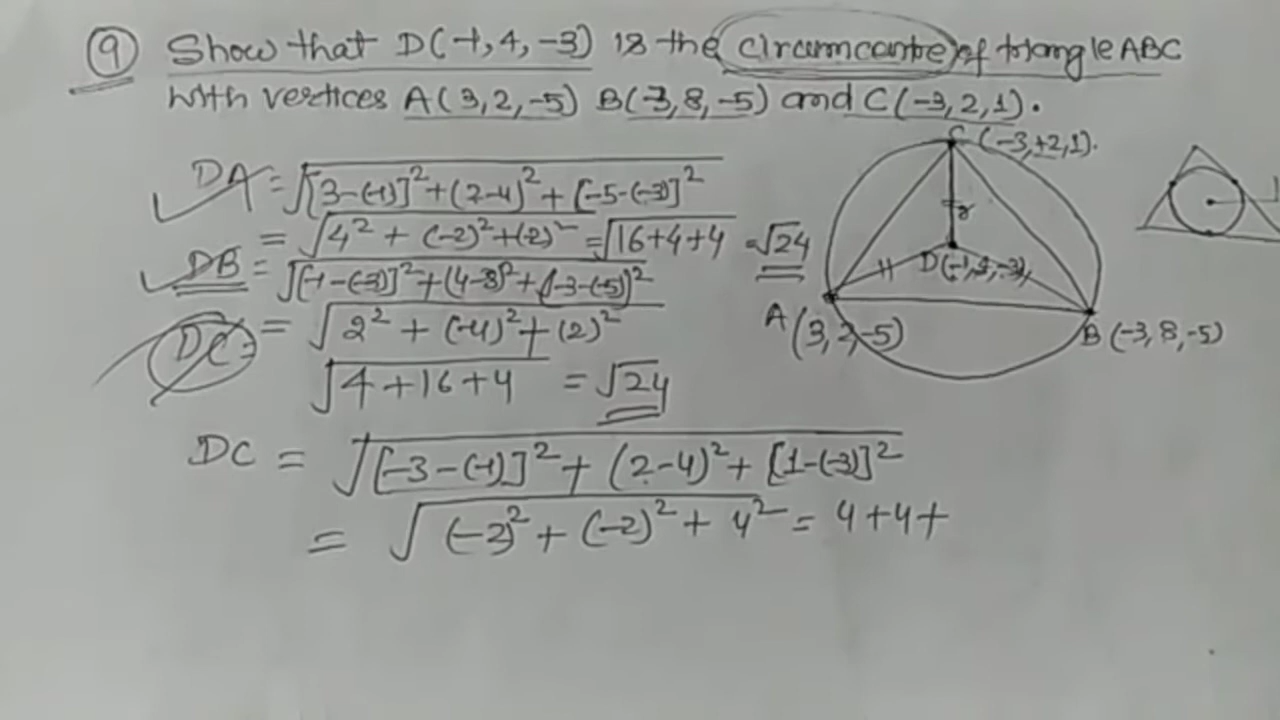 9 Show that D(-1,4,-3) is the circumcentre of triangle ABC
with vertices A(3,2,-5) B(-3,8,-5) and C(-3,2,1).
C(-3,+2,1).
DA = √[3-(-1)]²+(2-4)²+[-5-(-3)]²
= √4² + (-2)²+(-2)² = √16+4+4 = √24
DB = √[-1-(-3)]²+(4-8)²+(-3-(-5))²
D(-1,4,-3)
= √2² + (-4)² + (2)²
DC =
A (3,2,-5)
B (-3,8,-5)
√4+16+4 = √24
DC = √[-3-(-1)]² + (2-4)² + [1-(-3)]²
= √(-2)² + (-2)² + 4² = 4+4+